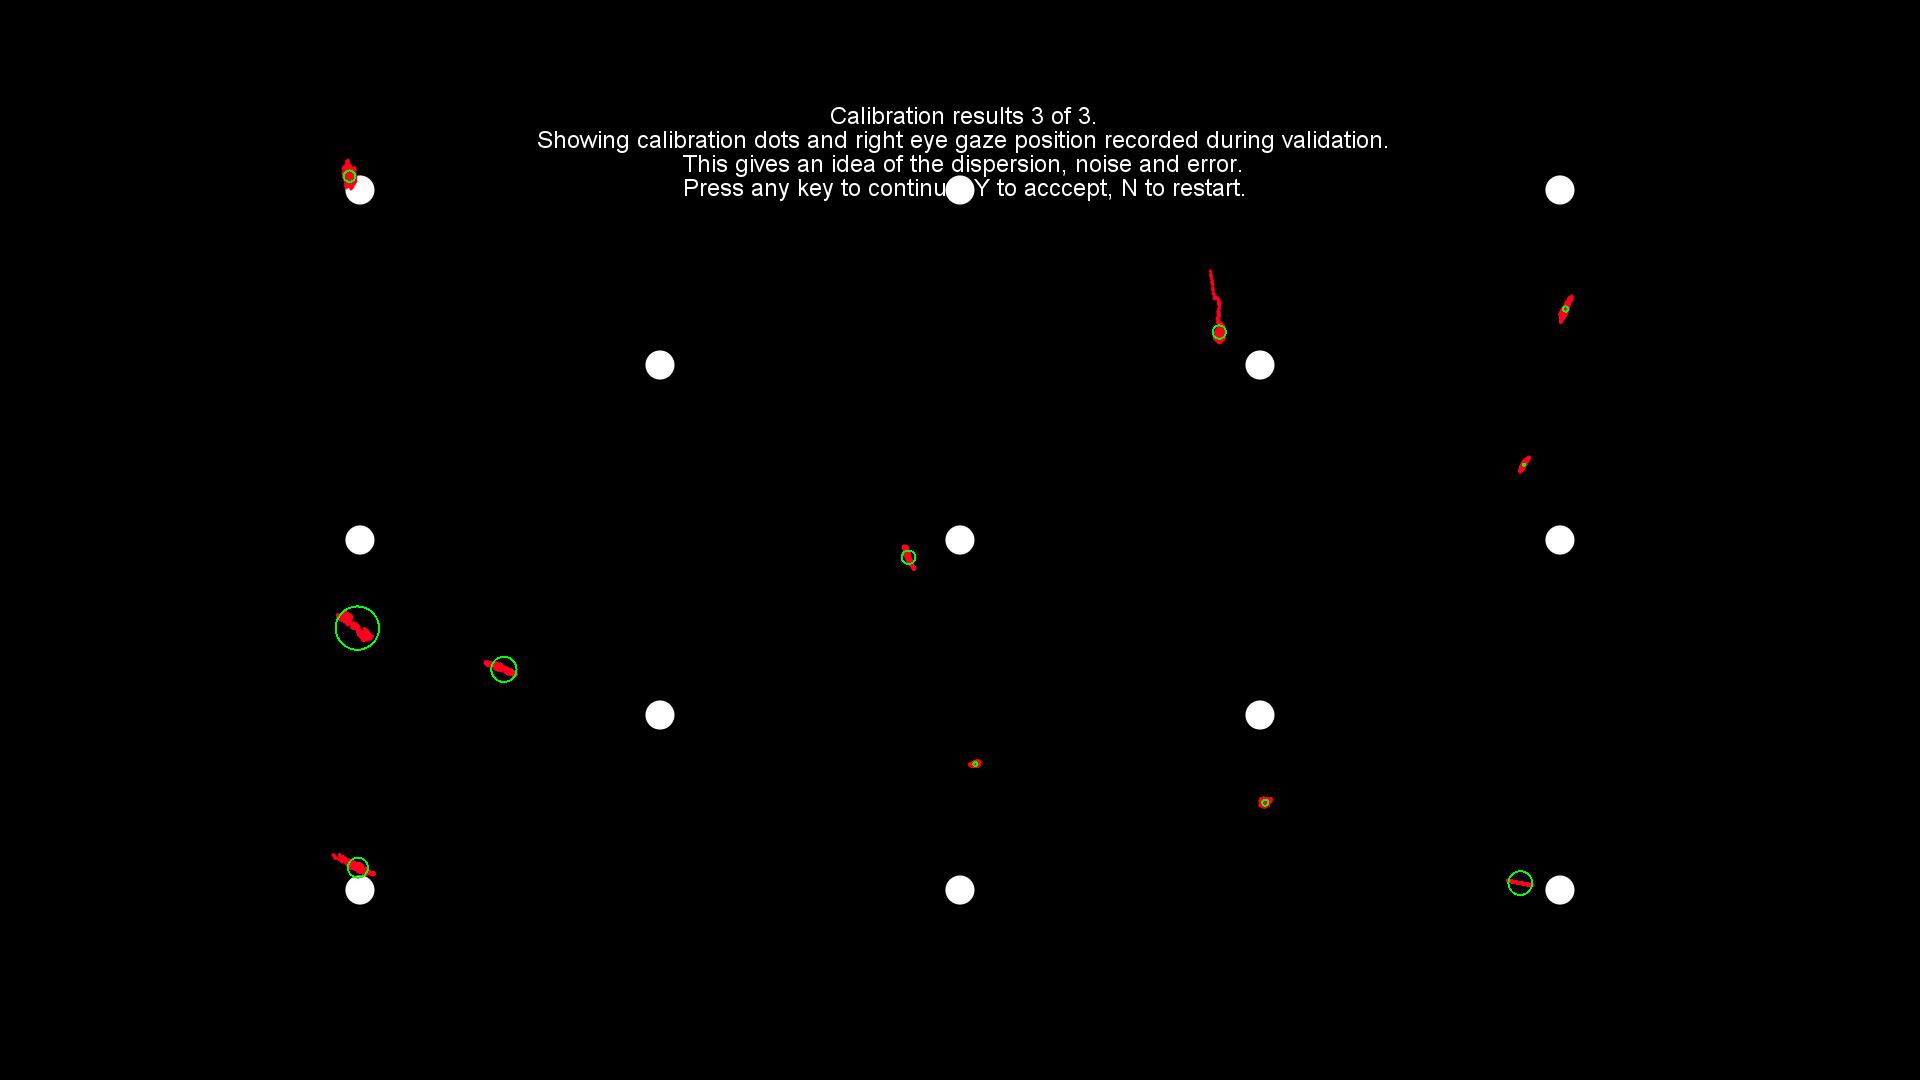 Calibration results 3 of 3.
Showing calibration dots and right eye gaze position recorded during validation.
This gives an idea of the dispersion, noise and error.
Press any key to continu Y to acccept, N to restart.